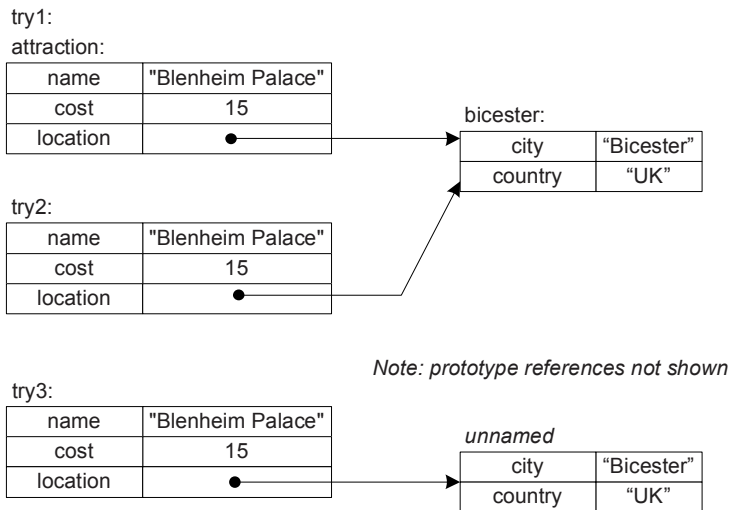 try1:
attraction:
name "Blenheim Palace"
cost 15
location
bicester:
city “Bicester”
country “UK”
try2:
name "Blenheim Palace"
cost 15
location
Note: prototype references not shown
try3:
name "Blenheim Palace"
cost 15
location
unnamed
city “Bicester”
country “UK”